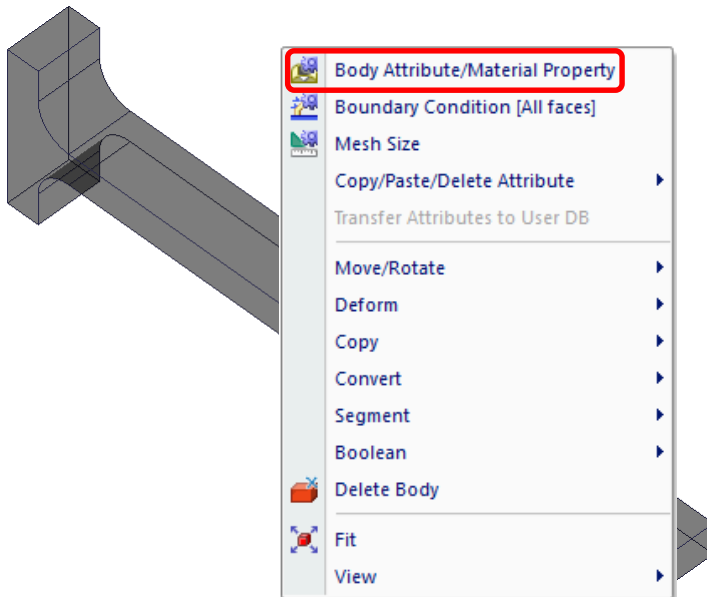 Body Attribute/Material Property
Boundary Condition [All faces]
Mesh Size
Copy/Paste/Delete Attribute
Transfer Attributes to User DB
Move/Rotate
Deform
Copy
Convert
Segment
Boolean
Delete Body
Fit
View